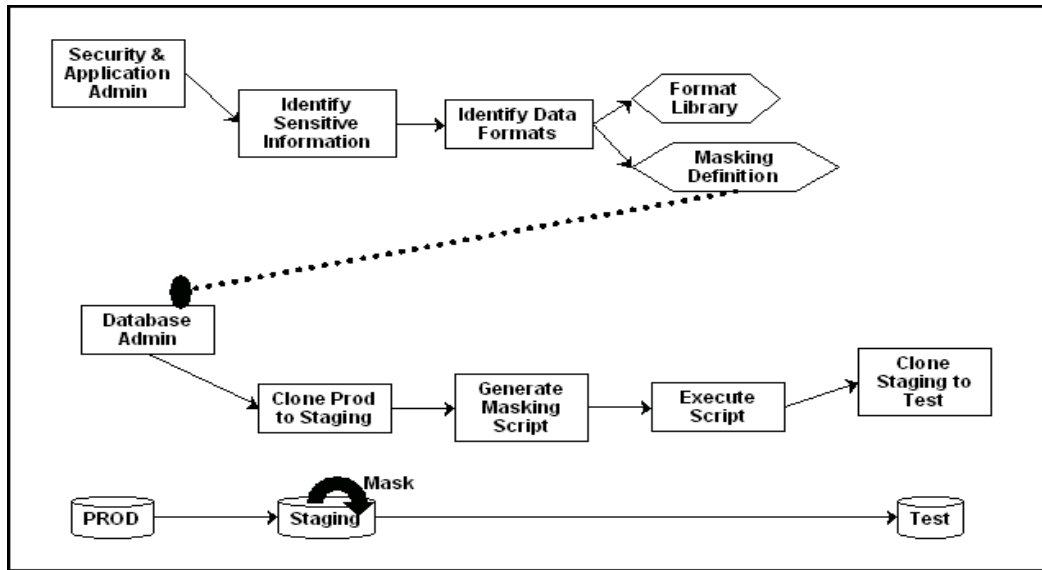 Security &
Application
Admin
Identify
Sensitive
Information
Identify Data
Formats
Format
Library
Masking
Definition
Database
Admin
Clone Prod
to Staging
Generate
Masking
Script
Execute
Script
Clone
Staging to
Test
Mask
PROD
Staging
Test